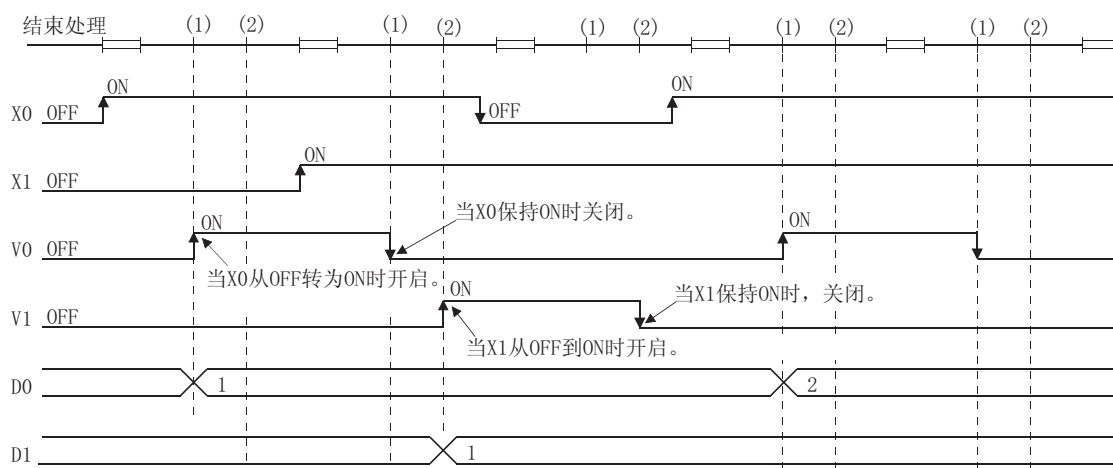 结束处理 (1) (2) (1) (2) (1) (2) (1) (2) (1) (2)
ON ON
X0 OFF OFF
ON
X1 OFF
当X0保持ON时关闭。
ON ON
V0 OFF
当X0从OFF转为ON时开启。
ON 当X1保持ON时，关闭。
V1 OFF
当X1从OFF到ON时开启。
D0 1 2
D1 1